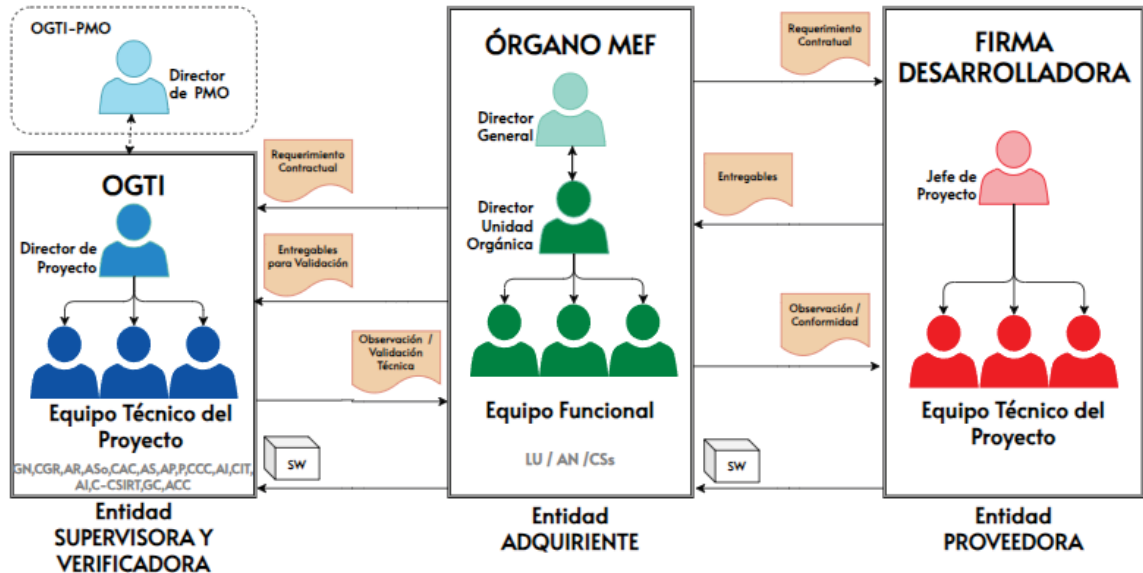 OGTI-PMO
Director
de PMO
OGTI
Director de
Proyecto
Equipo Técnico del
Proyecto
GN,CGR,AR,ASo,CAC,AS,AP,P,CCC,AI,CIT,
AI,C-CSIRT,GC,ACC
Entidad
SUPERVISORA Y
VERIFICADORA
Requerimiento
Contractual
Entregables
para Validación
Observación /
Validación
Técnica
SW
ÓRGANO MEF
Director
General
Director
Unidad
Orgánica
Equipo Funcional
LU / AN /CSs
Entidad
ADQUIRIENTE
Requerimiento
Contratual
Entregables
Observación /
Conformidad
SW
FIRMA
DESARROLLADORA
Jefe de
Proyecto
Equipo Técnico del
Proyecto
Entidad
PROVEEDORA